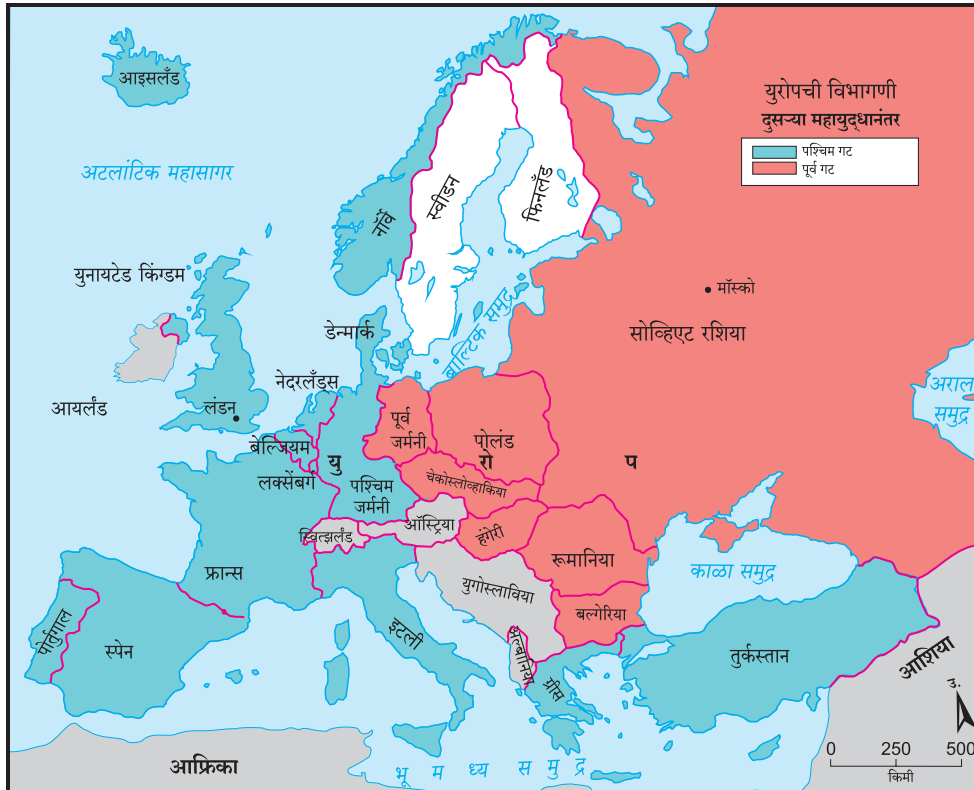 आइसलँड
युरोपची विभागणी
दुसऱ्या महायुद्धानंतर
पश्चिम गट
पूर्व गट
अटलांटिक महासागर
स्वीडन
फिनलँड
नॉर्वे
युनायटेड किंग्डम
मॉस्को
सोव्हिएट रशिया
डेन्मार्क
बाल्टिक समुद्र
नेदरलँड्स
अराल
समुद्र
आयर्लंड
लंडन
पूर्व
जर्मनी
पोलंड
बेल्जियम
यु
रो
प
लक्सेंबर्ग
पश्चिम
जर्मनी
चेकोस्लोव्हाकिया
स्वित्झर्लंड
ऑस्ट्रिया
हंगेरी
रूमानिया
काळा समुद्र
फ्रान्स
युगोस्लाविया
बल्गेरिया
पोर्तुगाल
स्पेन
इटली
अल्बानिया
ग्रीस
तुर्कस्तान
आशिया
उ.
आफ्रिका
भू म ध्य स मु द्र
0 250 500
किमी